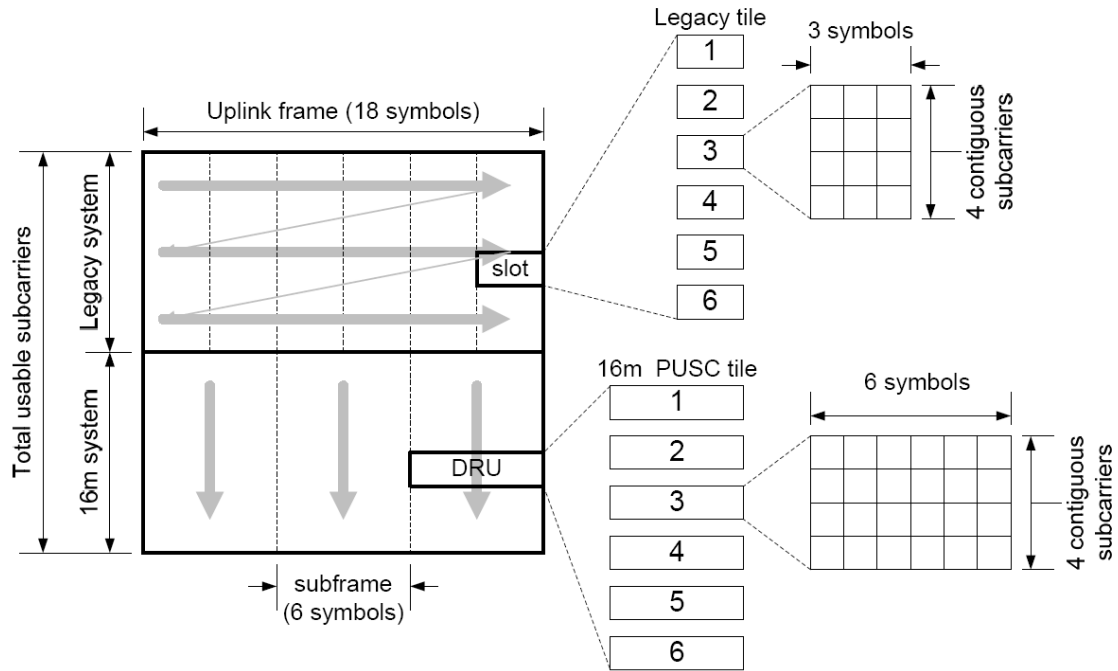 Legacy tile
1
2
3
4
5
6
3 symbols
4 contiguous
subcarriers
Uplink frame (18 symbols)
Total usable subcarriers
Legacy system
16m system
slot
DRU
subframe
(6 symbols)
16m PUSC tile
1
2
3
4
5
6
6 symbols
4 contiguous
subcarriers